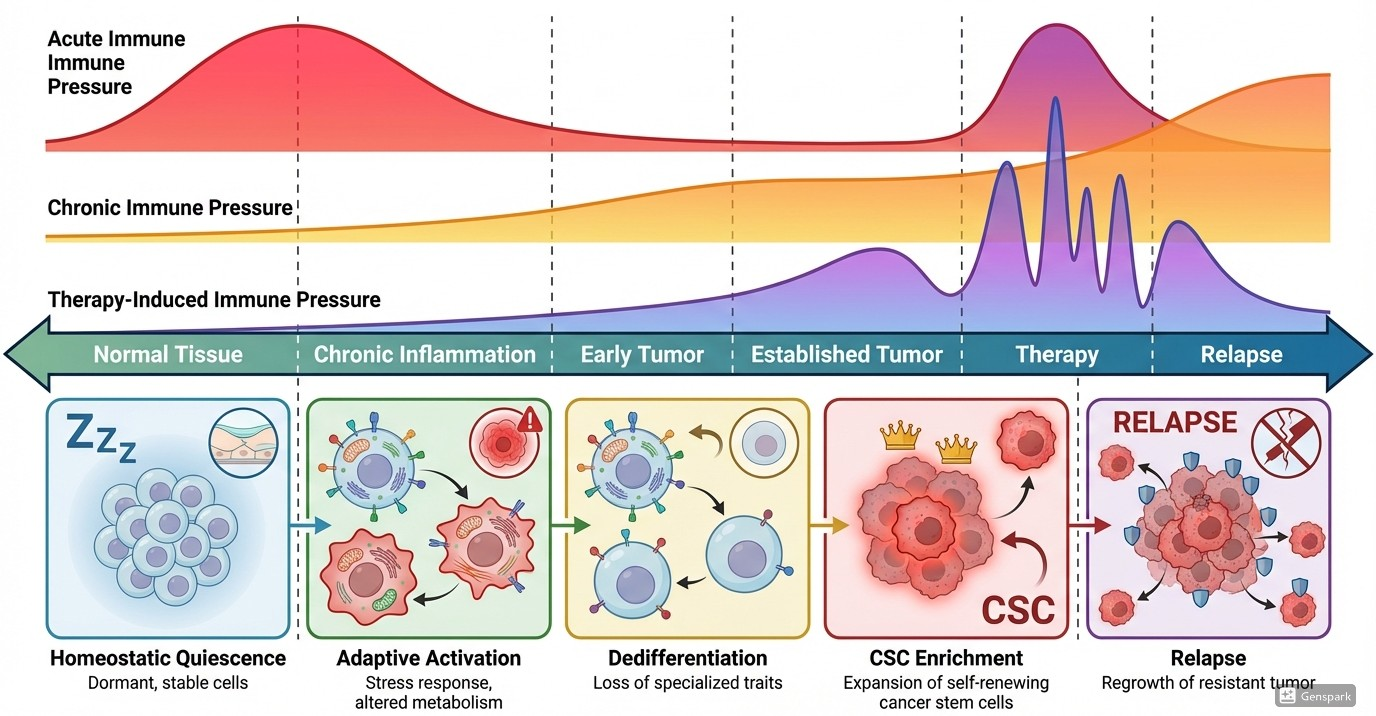 Acute Immune
Immune
Pressure
Chronic Immune Pressure
Therapy-Induced Immune Pressure
Normal Tissue
Chronic Inflammation
Early Tumor
Established Tumor
Therapy
Relapse
Zzz
RELAPSE
CSC
Homeostatic Quiescence
Dormant, stable cells
Adaptive Activation
Stress response,
altered metabolism
Dedifferentiation
Loss of specialized traits
CSC Enrichment
Expansion of self-renewing
cancer stem cells
Relapse
Regrowth of resistant tumor
Genspark